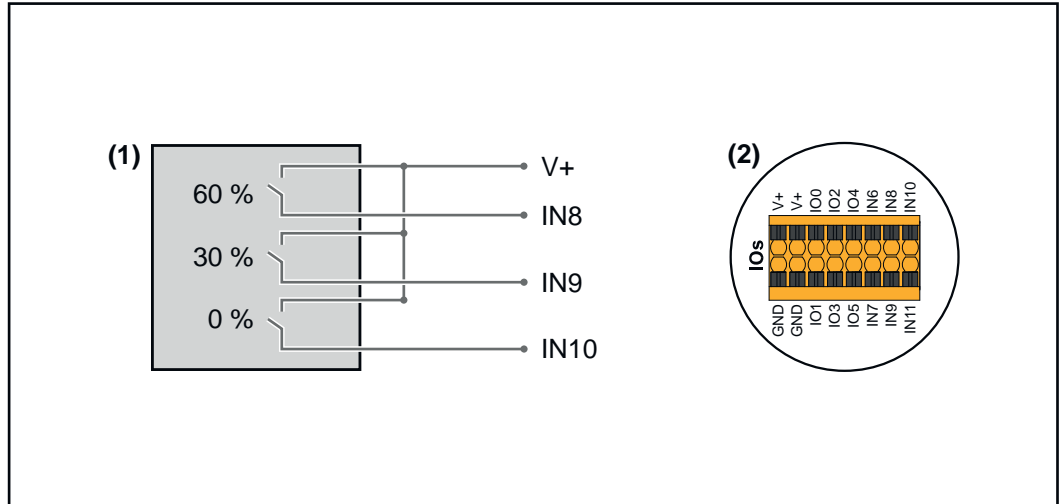 (1)
60 %
30 %
0 %
V+
IN8
IN9
IN10
(2)
IOs
V+ V+ IO0 IO2 IO4 IN6 IN8 IN10
GND GND IO1 IO3 IO5 IN7 IN9 IN11